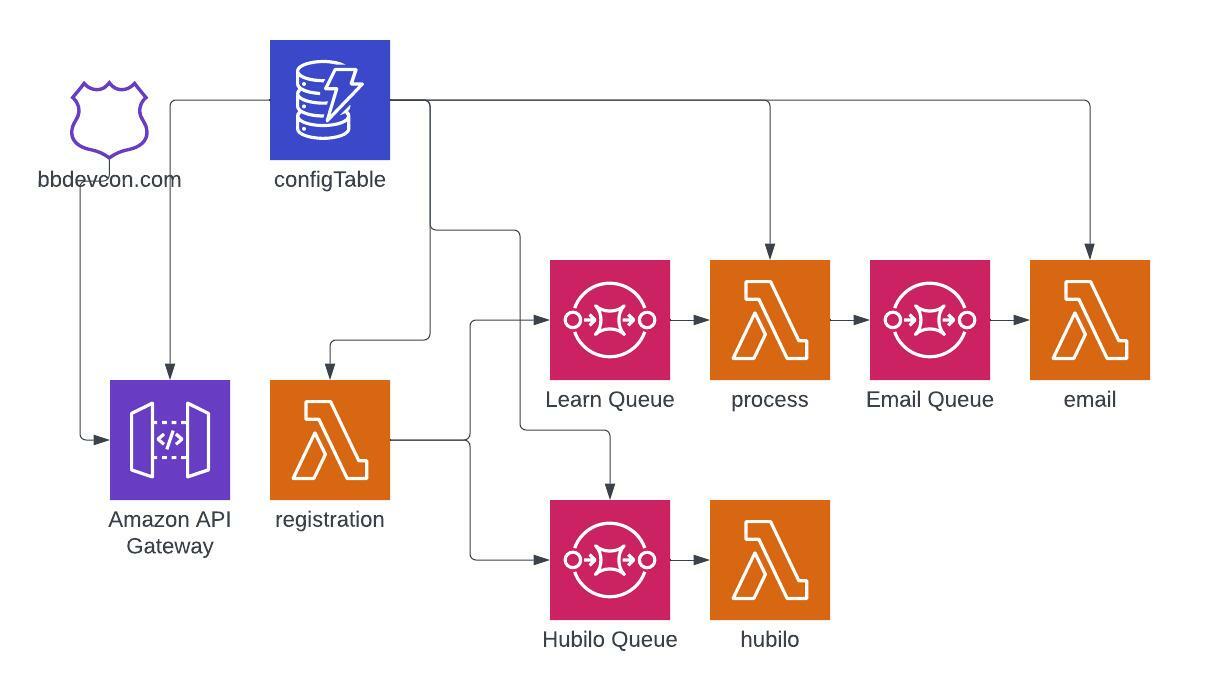 bbdevcon.com
configTable
Learn Queue
process
Email Queue
email
Amazon API
Gateway
registration
Hubilo Queue
hubilo